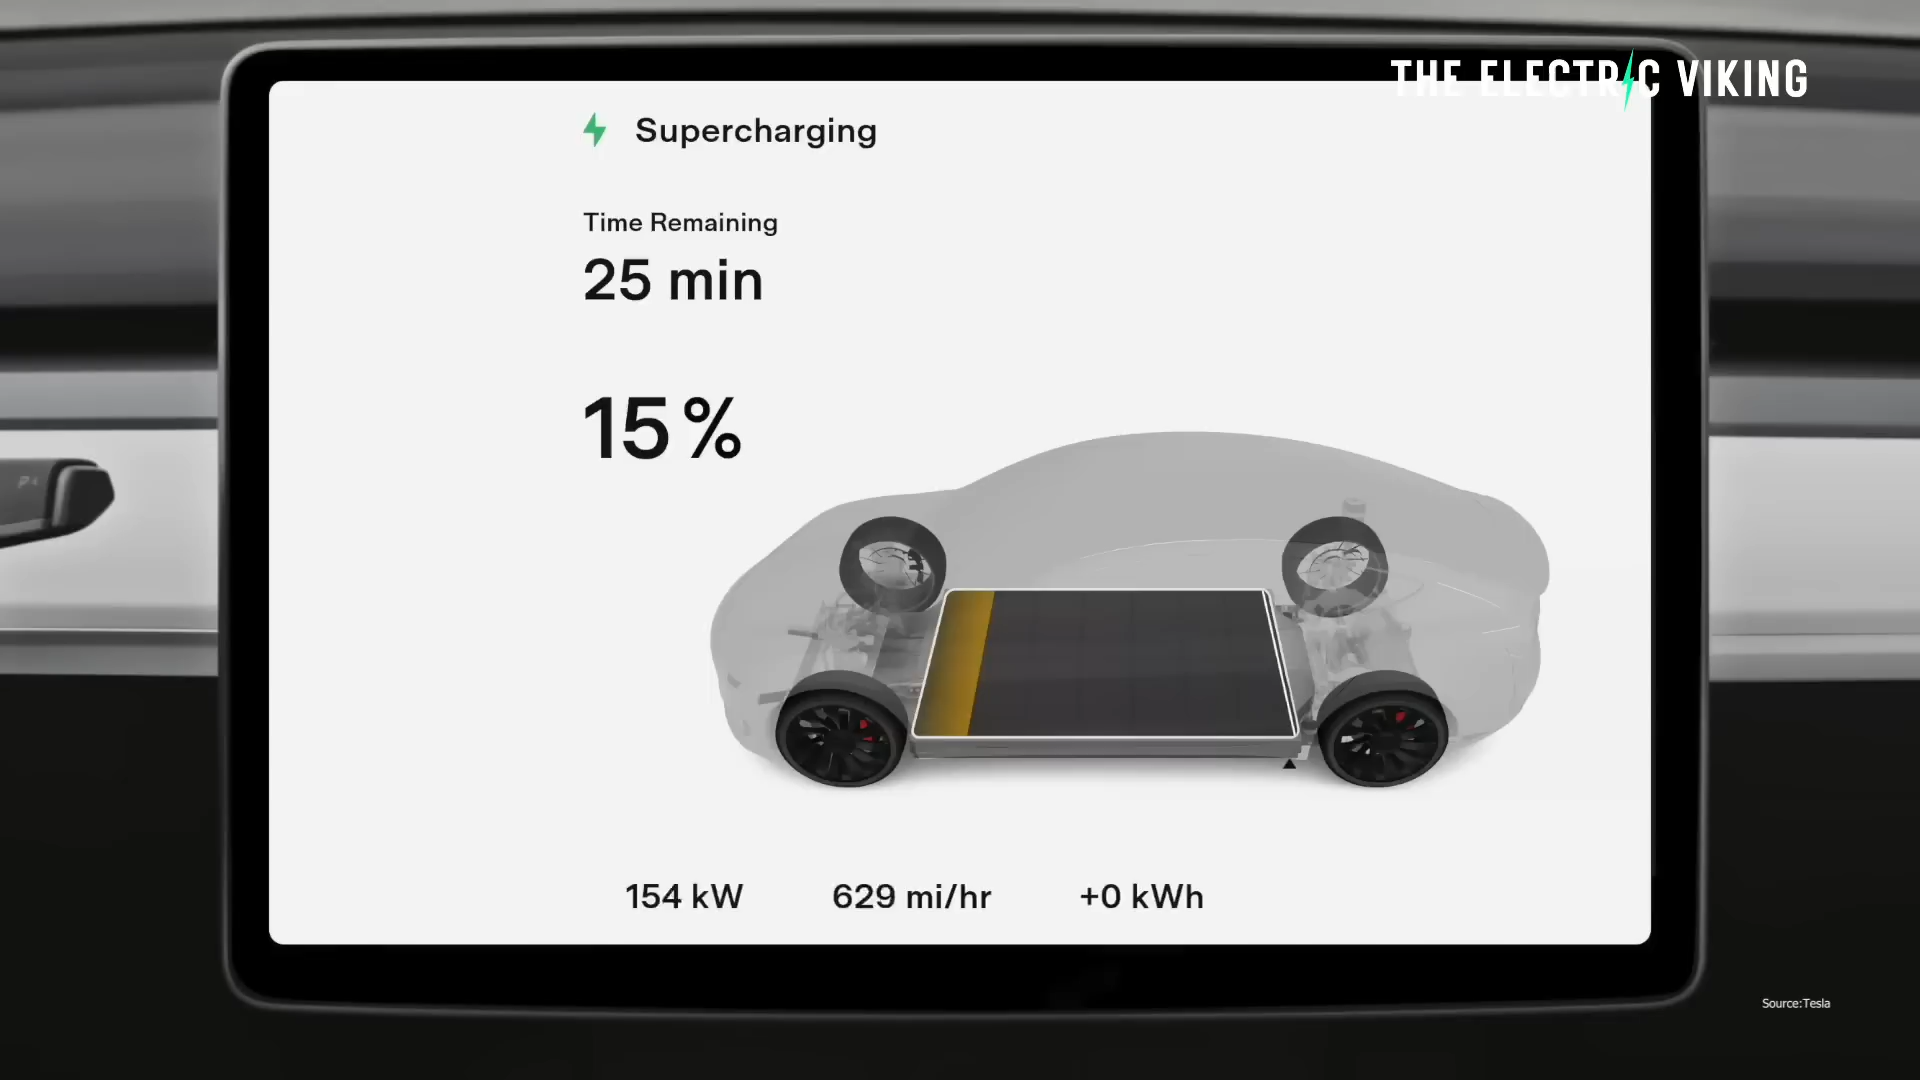 THE ELECTRIC VIKING
Supercharging
Time Remaining
25 min
15%
154 kW
629 mi/hr
+0 kWh
Source:Tesla